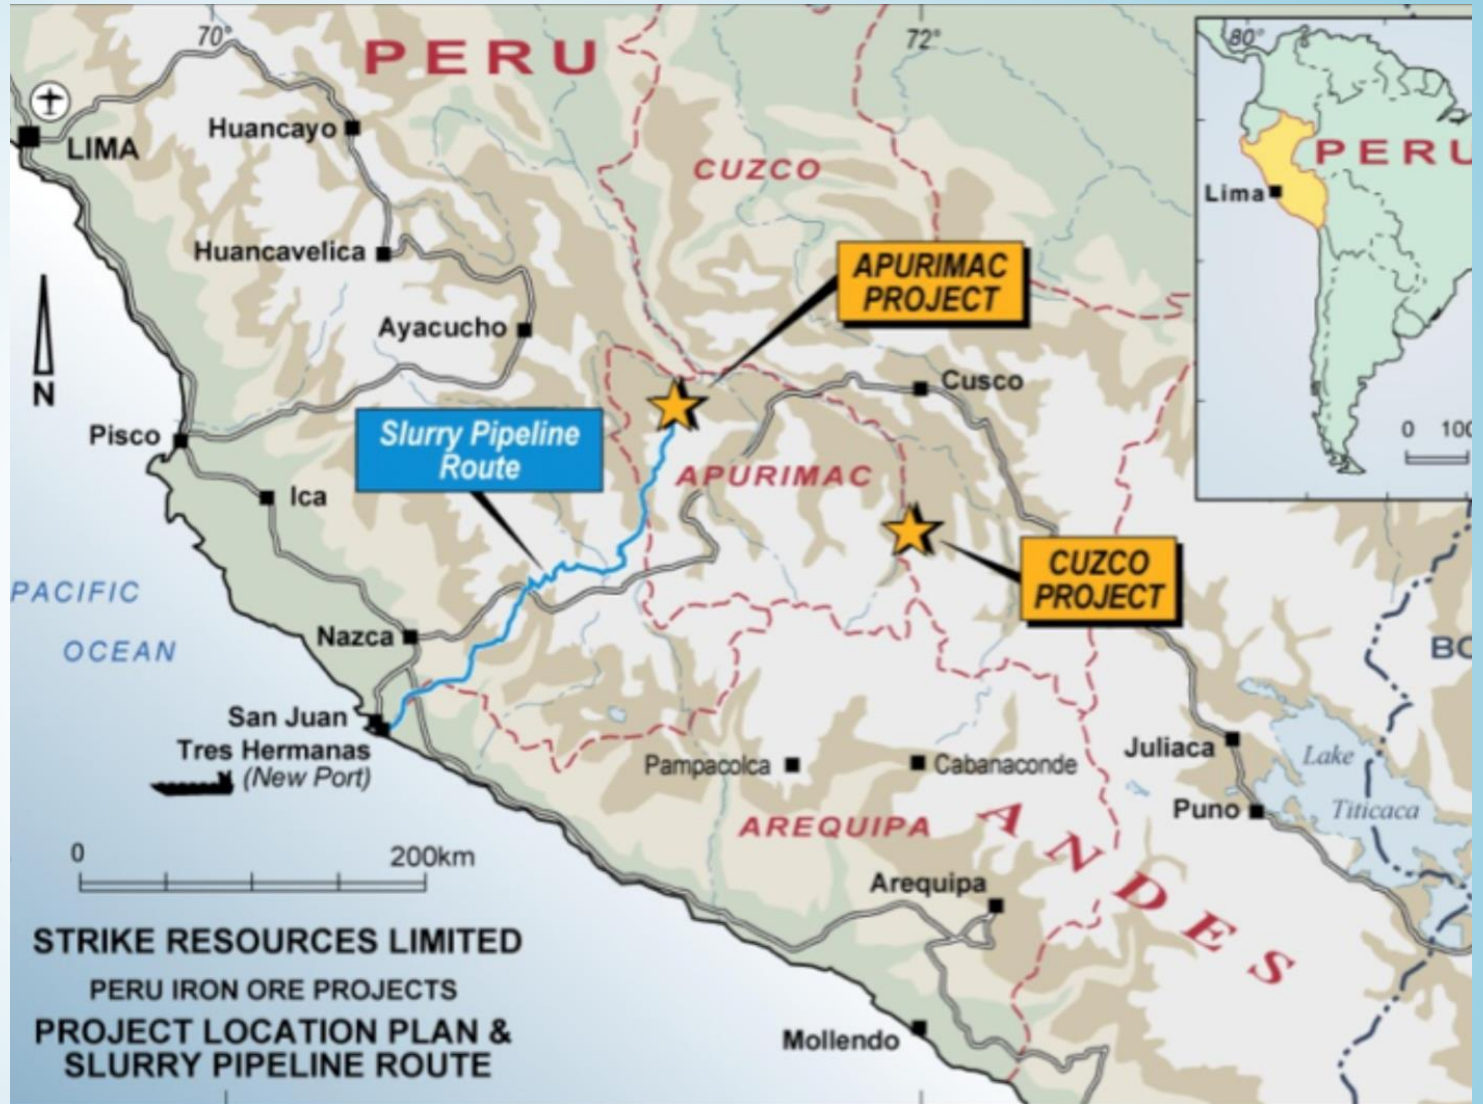 70°
72°
PERU
Huancayo
LIMA
CUZCO
80°
PERU
Lima
0 100
Huancavelica
APURIMAC
PROJECT
Ayacucho
N
Cusco
Pisco
Slurry Pipeline
Route
APURIMAC
Ica
CUZCO
PROJECT
PACIFIC
OCEAN
Nazca
BO
San Juan
Tres Hermanas
(New Port)
Pampacolca
Cabanaconde
Juliaca
Lake
Titicaca
Puno
AREQUIPA
ANDES
0 200km
Arequipa
STRIKE RESOURCES LIMITED
PERU IRON ORE PROJECTS
PROJECT LOCATION PLAN &
SLURRY PIPELINE ROUTE
Mollendo